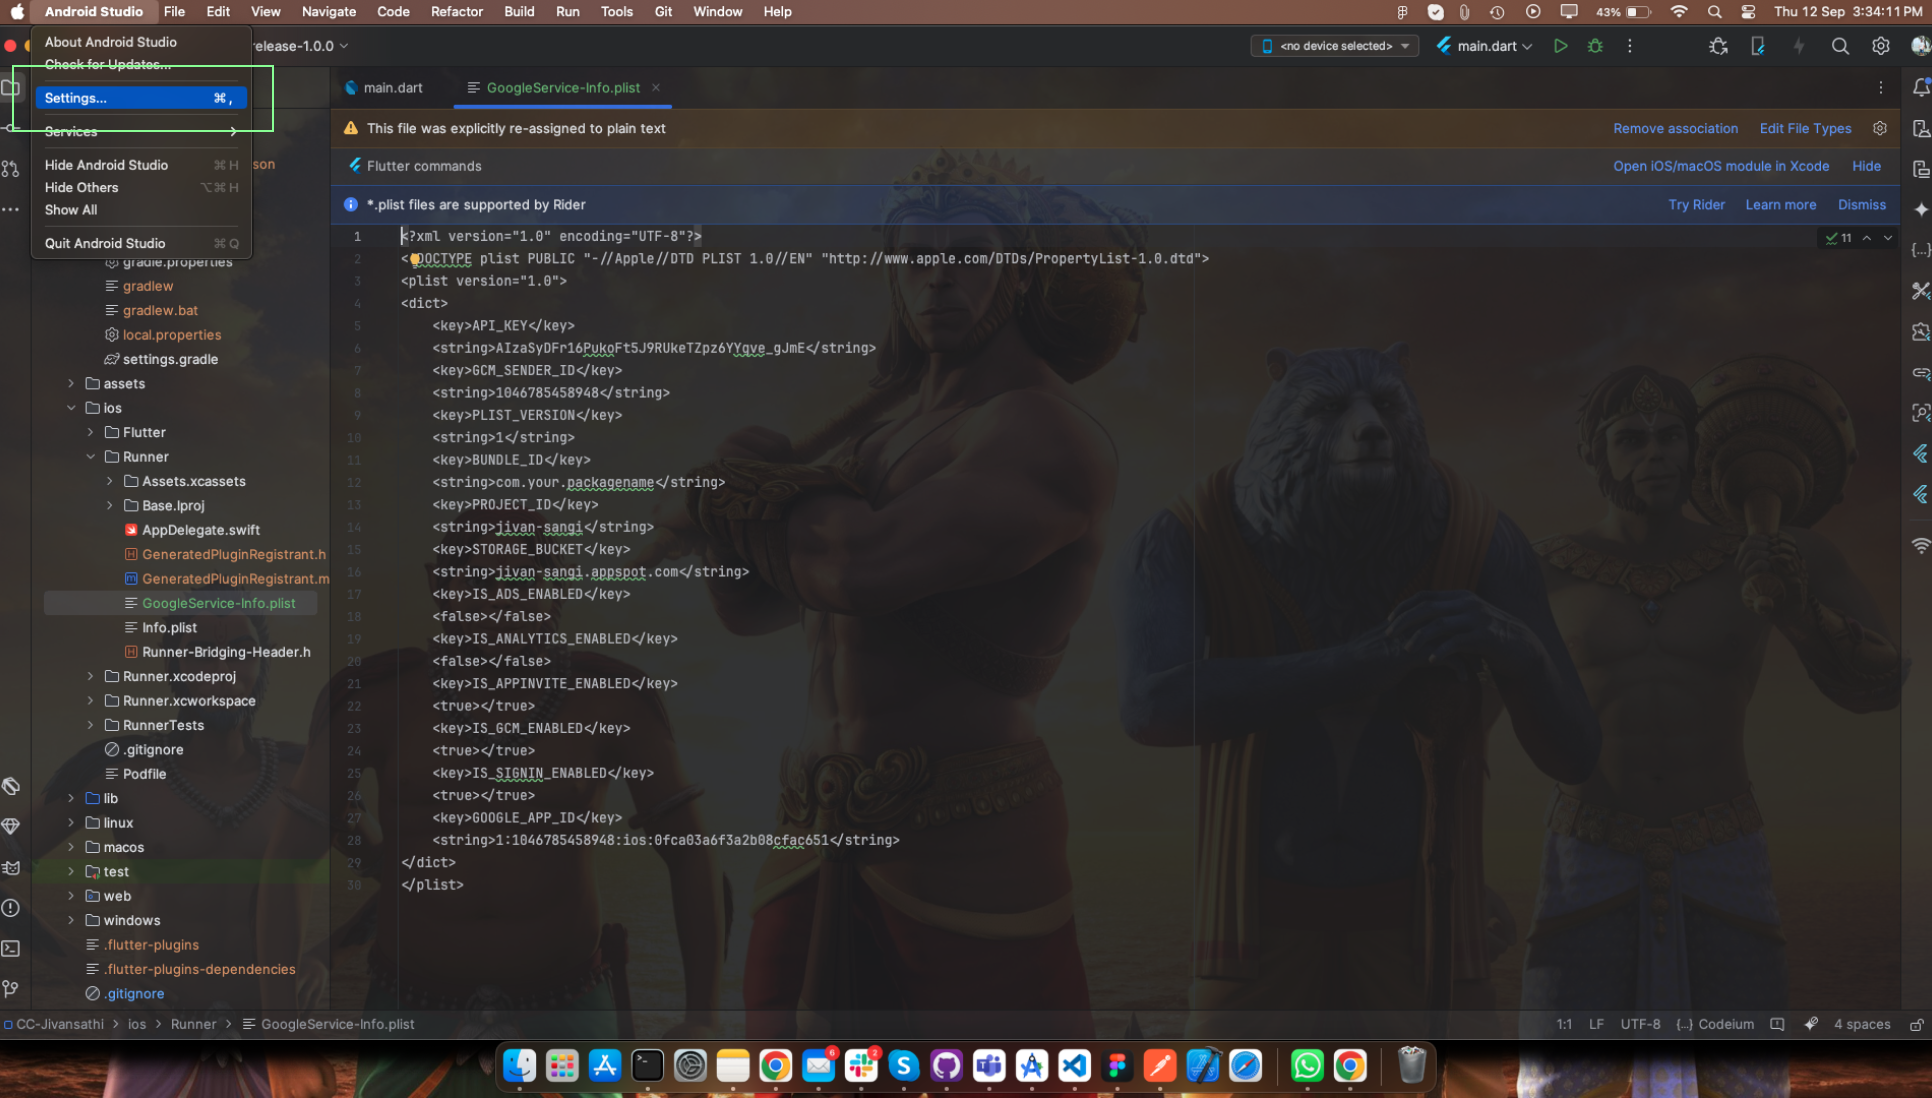 Android Studio File Edit View Navigate Code Refactor Build Run Tools Git Window Help 43% Thu 12 Sep 3:34:11 PM
About Android Studio
Check for Updates...
Settings... ⌘ ,
Services
Hide Android Studio ⌘ H
Hide Others ⌥⌘ H
Show All
Quit Android Studio ⌘ Q
elease-1.0.0
<no device selected> main.dart
son
gradle.properties
gradlew
gradlew.bat
local.properties
settings.gradle
assets
ios
Flutter
Runner
Assets.xcassets
Base.lproj
AppDelegate.swift
GeneratedPluginRegistrant.h
GeneratedPluginRegistrant.m
GoogleService-Info.plist
Info.plist
Runner-Bridging-Header.h
Runner.xcodeproj
Runner.xcworkspace
RunnerTests
.gitignore
Podfile
lib
linux
macos
test
web
windows
.flutter-plugins
.flutter-plugins-dependencies
.gitignore
main.dart GoogleService-Info.plist
This file was explicitly re-assigned to plain text Remove association Edit File Types
Flutter commands Open iOS/macOS module in Xcode Hide
*.plist files are supported by Rider Try Rider Learn more Dismiss
11
1 <?xml version="1.0" encoding="UTF-8"?>
2 <!DOCTYPE plist PUBLIC "-//Apple//DTD PLIST 1.0//EN" "http://www.apple.com/DTDs/PropertyList-1.0.dtd">
3 <plist version="1.0">
4 <dict>
5 <key>API_KEY</key>
6 <string>AIzaSyDFr16PukoFt5J9RUkeTZpz6YYqve_gJmE</string>
7 <key>GCM_SENDER_ID</key>
8 <string>1046785458948</string>
9 <key>PLIST_VERSION</key>
10 <string>1</string>
11 <key>BUNDLE_ID</key>
12 <string>com.your.packagename</string>
13 <key>PROJECT_ID</key>
14 <string>jivan-sangi</string>
15 <key>STORAGE_BUCKET</key>
16 <string>jivan-sangi.appspot.com</string>
17 <key>IS_ADS_ENABLED</key>
18 <false></false>
19 <key>IS_ANALYTICS_ENABLED</key>
20 <false></false>
21 <key>IS_APPINVITE_ENABLED</key>
22 <true></true>
23 <key>IS_GCM_ENABLED</key>
24 <true></true>
25 <key>IS_SIGNIN_ENABLED</key>
26 <true></true>
27 <key>GOOGLE_APP_ID</key>
28 <string>1:1046785458948:ios:0fca03a6f3a2b08cfac651</string>
29 </dict>
30 </plist>
CC-Jivansathi > ios > Runner > GoogleService-Info.plist 1:1 LF UTF-8 {...} Codeium 4 spaces
6 2